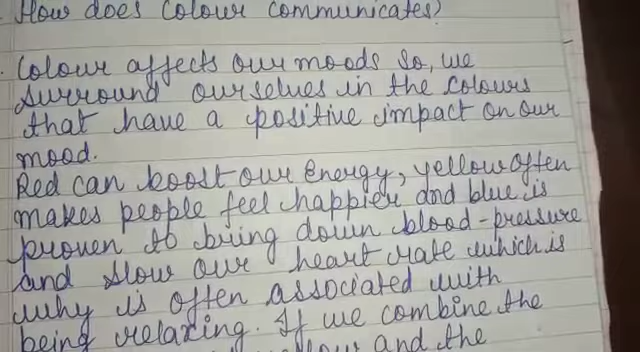 How does colour communicates?
Colour affects our moods so, we
surround ourselves in the colours
that have a positive impact on our
mood.
Red can boost our energy, yellow often
makes people feel happier and blue is
proven to bring down blood-pressure
and slow our heart rate which is
why is often associated with
being relaxing. If we combine the
and the